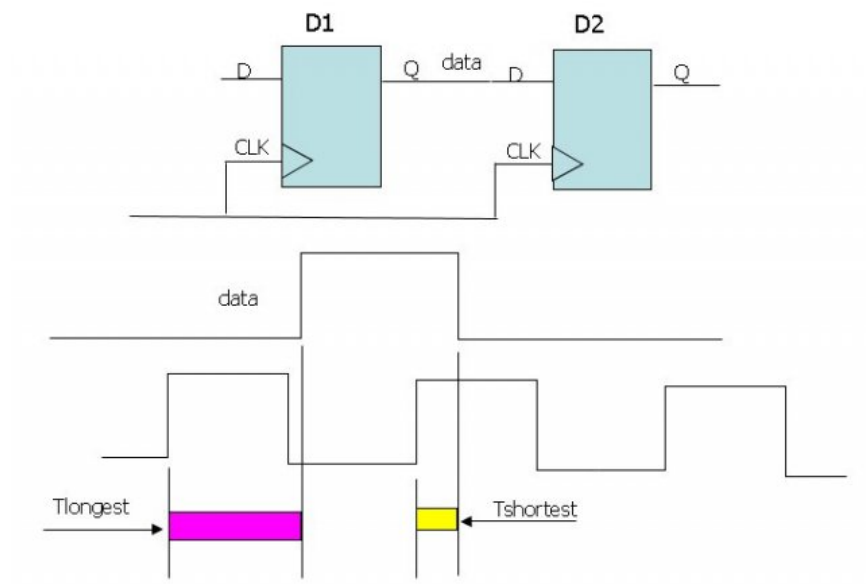 D1
D2
D
Q
data
D
Q
CLK
CLK
data
Tlongest
Tshortest